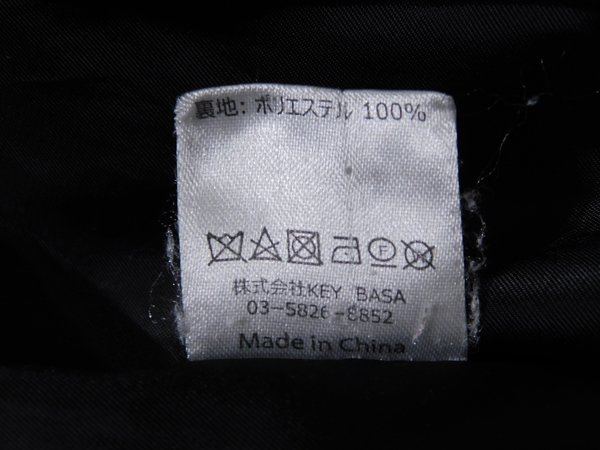 裏地: ポリエステル 100%
株式会社KEY BASA
03-5826-8852
Made in China